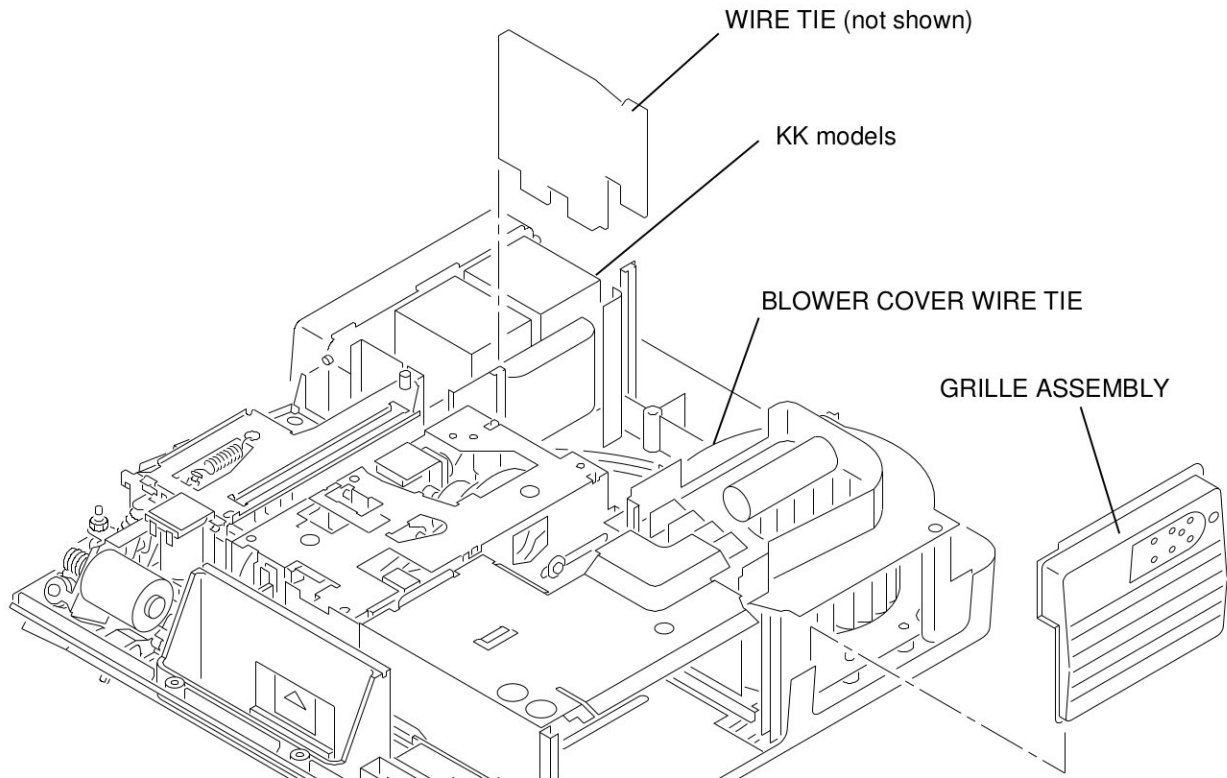 WIRE TIE (not shown)
KK models
BLOWER COVER WIRE TIE
GRILLE ASSEMBLY